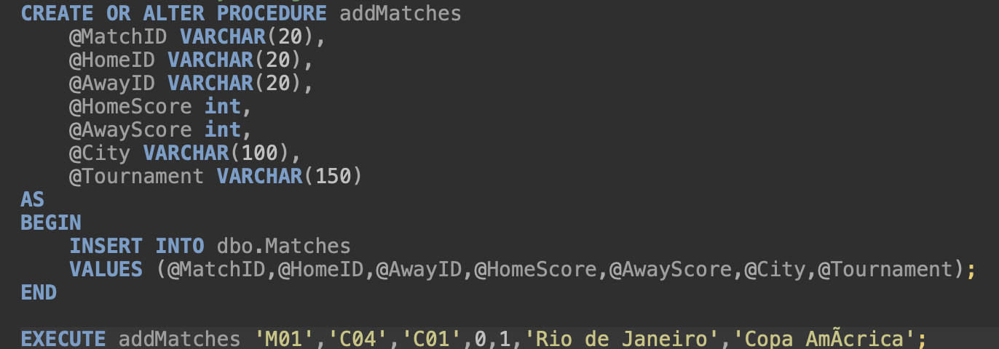 CREATE OR ALTER PROCEDURE addMatches
@MatchID VARCHAR(20),
@HomeID VARCHAR(20),
@AwayID VARCHAR(20),
@HomeScore int,
@AwayScore int,
@City VARCHAR(100),
@Tournament VARCHAR(150)
AS
BEGIN
INSERT INTO dbo.Matches
VALUES (@MatchID,@HomeID,@AwayID,@HomeScore,@AwayScore,@City,@Tournament);
END
EXECUTE addMatches 'M01','C04','C01',0,1,'Rio de Janeiro','Copa AmÃcrica';